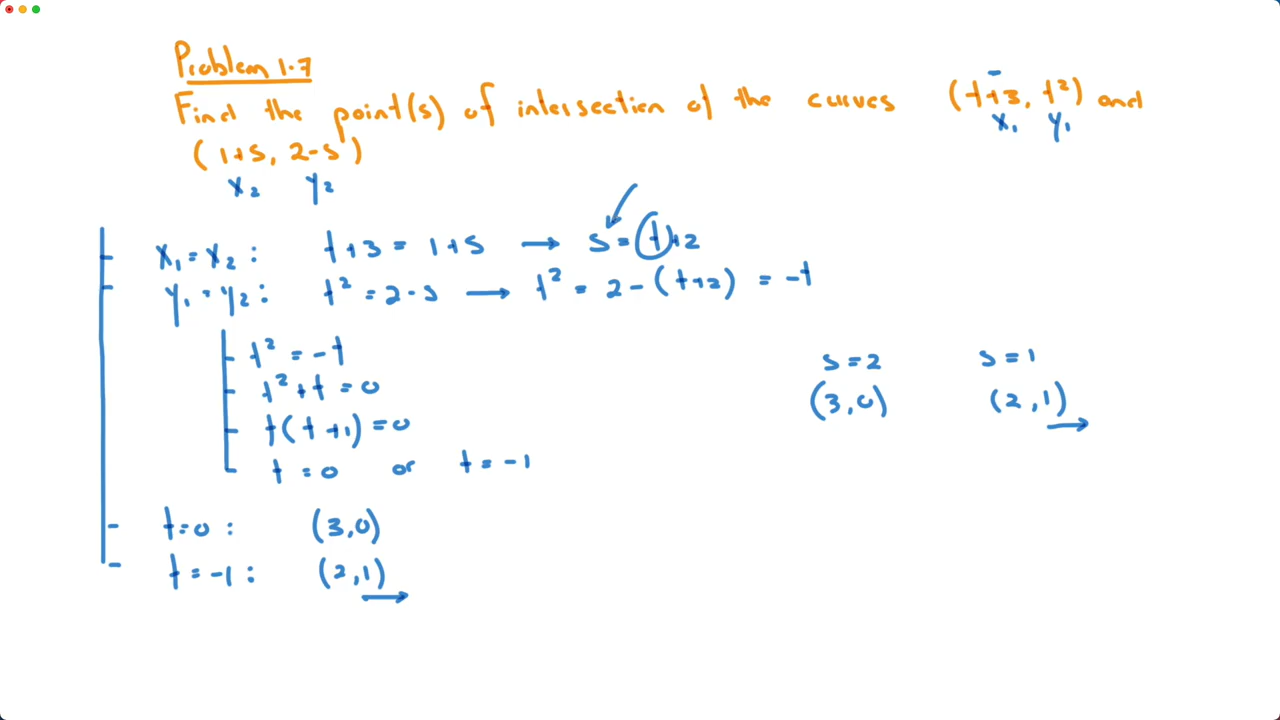 Problem 1.7
Find the point(s) of intersection of the curves (t+3, t²) and
x₁ y₁
(1+s, 2-s)
x₂ y₂
x₁ = x₂ : t+3 = 1+s → s = t+2
y₁ = y₂ : t² = 2-s → t² = 2-(t+2) = -t
t² = -t
t² + t = 0
t(t+1) = 0
t = 0 or t = -1
t=0 : (3,0)
t = -1 : (2,1)
s=2 s=1
(3,0) (2,1)